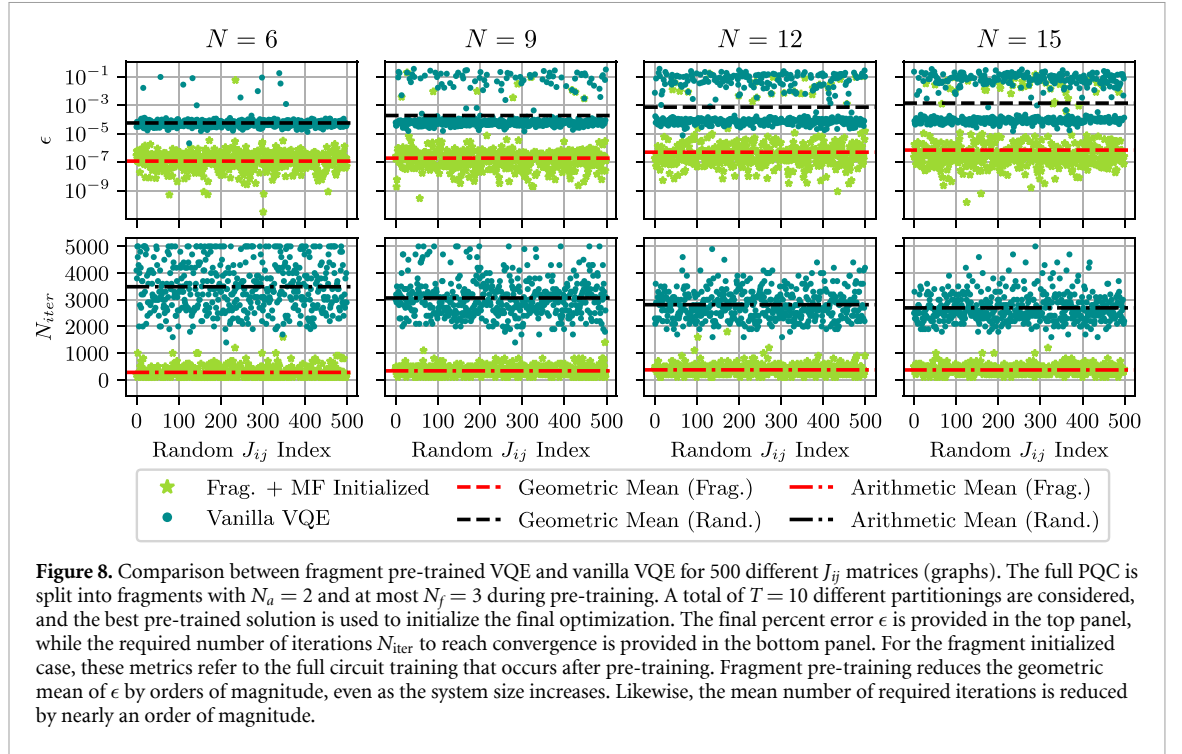 N = 6 N = 9 N = 12 N = 15
10⁻¹
10⁻³
ϵ
10⁻⁵
10⁻⁷
10⁻⁹
5000
4000
3000
N_iter
2000
1000
0
0 100 200 300 400 500 0 100 200 300 400 500 0 100 200 300 400 500 0 100 200 300 400 500
Random J_ij Index Random J_ij Index Random J_ij Index Random J_ij Index
Frag. + MF Initialized Geometric Mean (Frag.) Arithmetic Mean (Frag.)
Vanilla VQE Geometric Mean (Rand.) Arithmetic Mean (Rand.)
Figure 8. Comparison between fragment pre-trained VQE and vanilla VQE for 500 different J_ij matrices (graphs). The full PQC is
split into fragments with N_a = 2 and at most N_f = 3 during pre-training. A total of T = 10 different partitionings are considered,
and the best pre-trained solution is used to initialize the final optimization. The final percent error ϵ is provided in the top panel,
while the required number of iterations N_iter to reach convergence is provided in the bottom panel. For the fragment initialized
case, these metrics refer to the full circuit training that occurs after pre-training. Fragment pre-training reduces the geometric
mean of ϵ by orders of magnitude, even as the system size increases. Likewise, the mean number of required iterations is reduced
by nearly an order of magnitude.